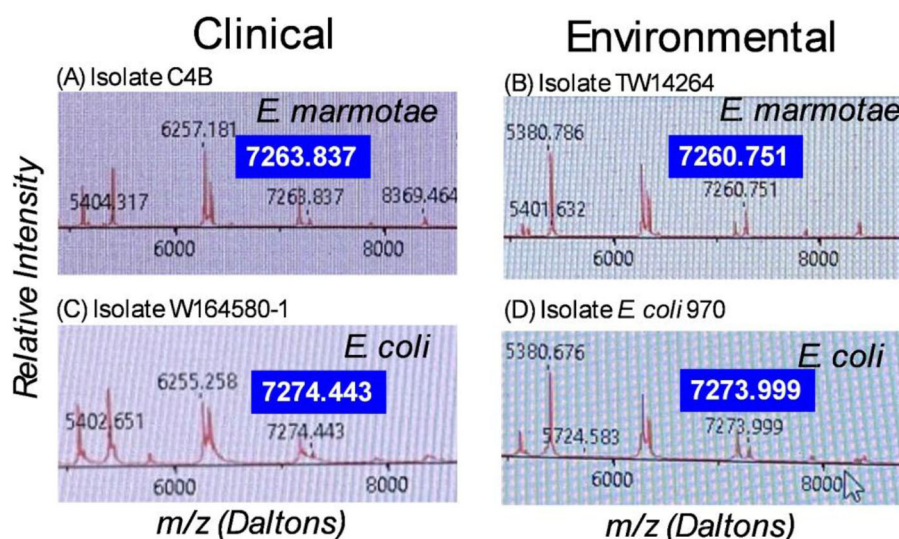 Clinical
Environmental
Relative Intensity
(A) Isolate C4B
E marmotae
6257.181
7263.837
5404.317
7263.837
8369.464
6000
8000
(B) Isolate TW14264
E marmotae
5380.786
7260.751
7260.751
5401.632
6000
8000
(C) Isolate W164580-1
E coli
6255.258
7274.443
5402.651
7274.443
6000
8000
(D) Isolate E coli 970
E coli
5380.676
7273.999
5724.583
7273.999
6000
8000
m/z (Daltons)
m/z (Daltons)